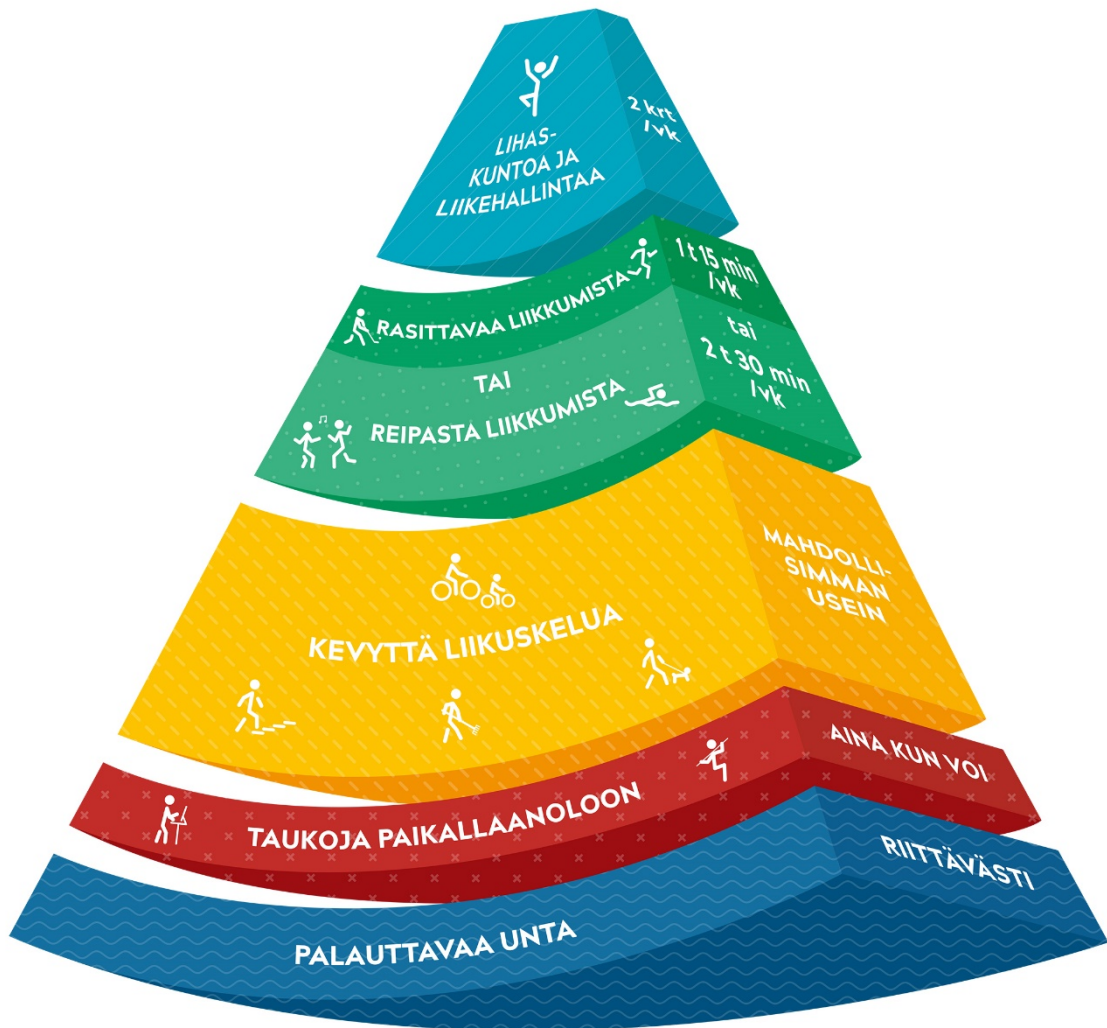 LIHAS-
KUNTOA JA
LIIKEHALLINTAA
2 krt
/vk
RASITTAVAA LIIKKUMISTA
1 t 15 min
/vk
TAI
REIPASTA LIIKKUMISTA
tai
2 t 30 min
/vk
KEVYTTÄ LIIKUSKELUA
MAHDOLLI-
SIMMAN
USEIN
TAUKOJA PAIKALLAANOLOON
AINA KUN VOI
PALAUTTAVAA UNTA
RIITTÄVÄSTI